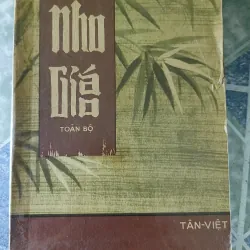 Nho
Giáo
TOÀN BỘ
TÂN-VIỆT